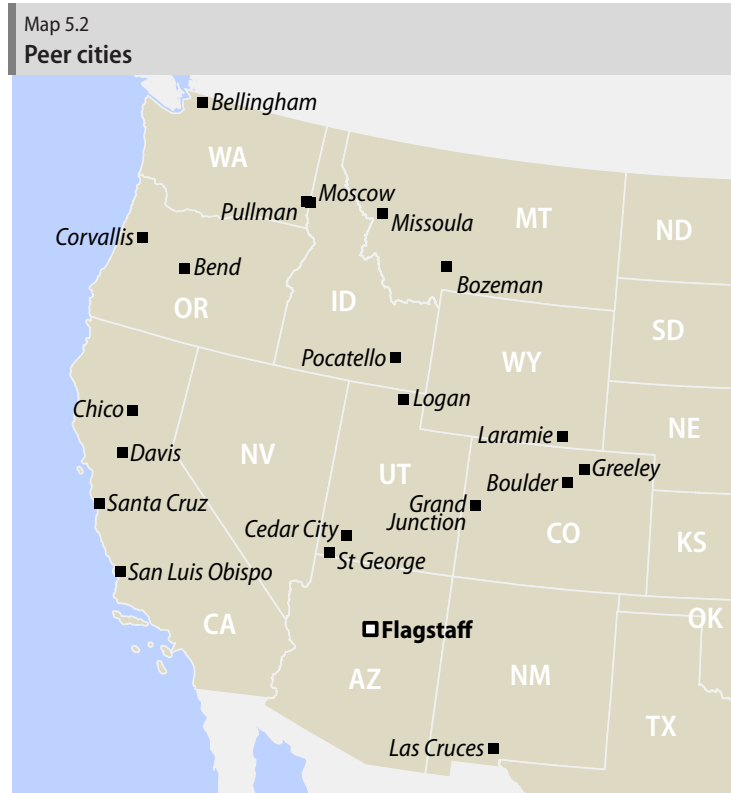 Map 5.2
Peer cities
Bellingham
WA
Moscow
Pullman
Missoula
MT
ND
Corvallis
Bend
Bozeman
ID
OR
SD
Pocatello
WY
Logan
Chico
Laramie
NE
Davis
NV
UT
Greeley
Boulder
Santa Cruz
Grand
Junction
Cedar City
CO
KS
St George
San Luis Obispo
CA
OK
Flagstaff
AZ
NM
TX
Las Cruces